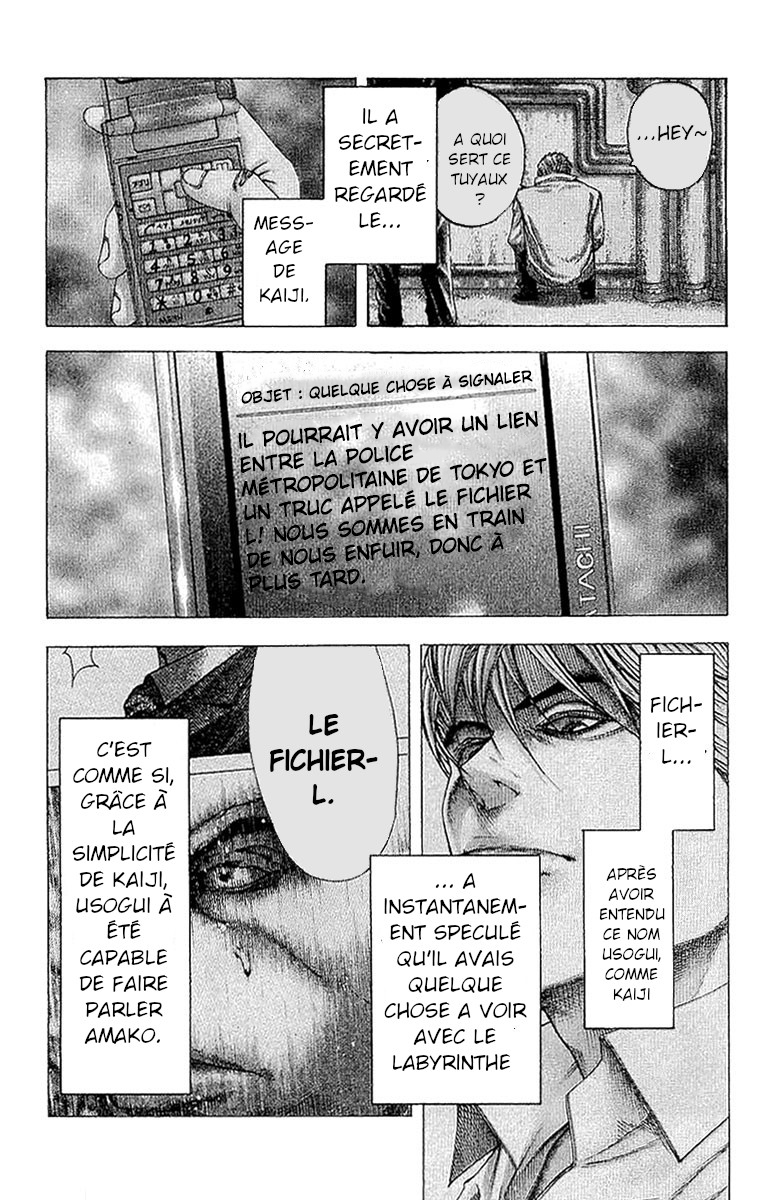 ...HEY~
A QUOI
SERT CE
TUYAUX
?
IL A
SECRET-
EMENT
REGARDÉ
LE...
MESS-
AGE
DE
KAIJI.
OBJET : QUELQUE CHOSE À SIGNALER
IL POURRAIT Y AVOIR UN LIEN
ENTRE LA POLICE
MÉTROPOLITAINE DE TOKYO ET
UN TRUC APPELÉ LE FICHIER
L! NOUS SOMMES EN TRAIN
DE NOUS ENFUIR, DONC À
PLUS TARD.
ATACHI
FICH-
IER-
L...
APRÈS
AVOIR
ENTENDU
CE NOM
USOGUI,
COMME
KAIJI
... A
INSTANTANEM-
ENT SPECULÉ
QU'IL AVAIS
QUELQUE
CHOSE A VOIR
AVEC LE
LABYRINTHE
LE
FICHIER-
L.
C'EST
COMME SI,
GRÂCE À
LA
SIMPLICITÉ
DE KAIJI,
USOGUI À
ÉTÉ
CAPABLE
DE FAIRE
PARLER
AMAKO.